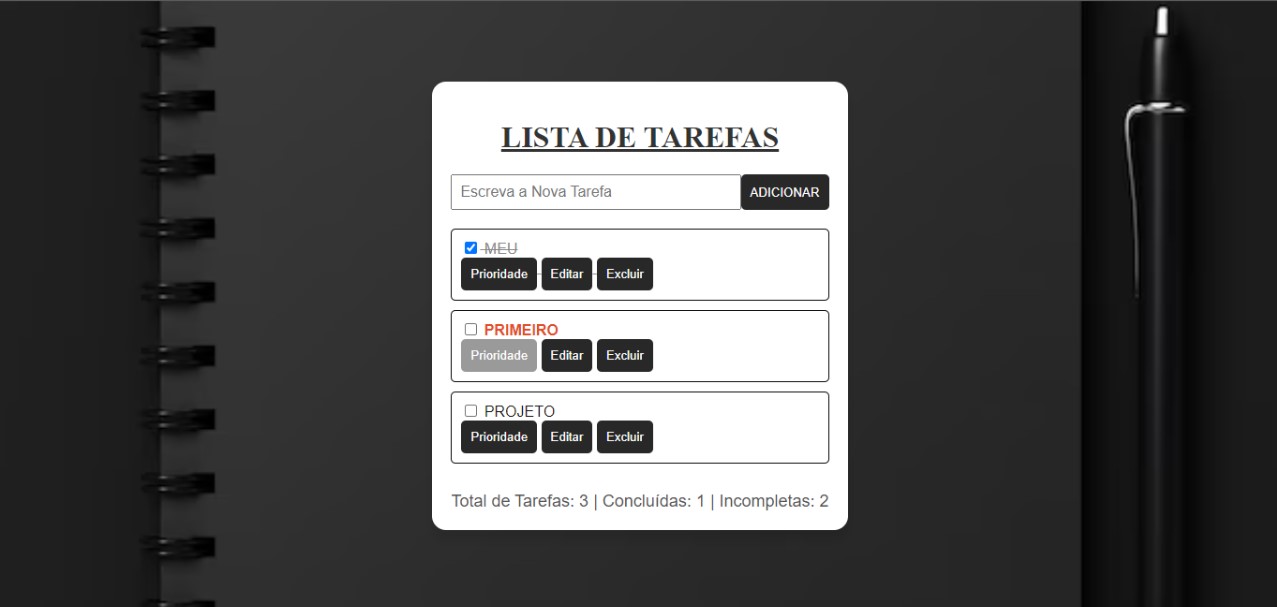 LISTA DE TAREFAS
Escreva a Nova Tarefa ADICIONAR
MEU
Prioridade Editar Excluir
PRIMEIRO
Prioridade Editar Excluir
PROJETO
Prioridade Editar Excluir
Total de Tarefas: 3 | Concluídas: 1 | Incompletas: 2